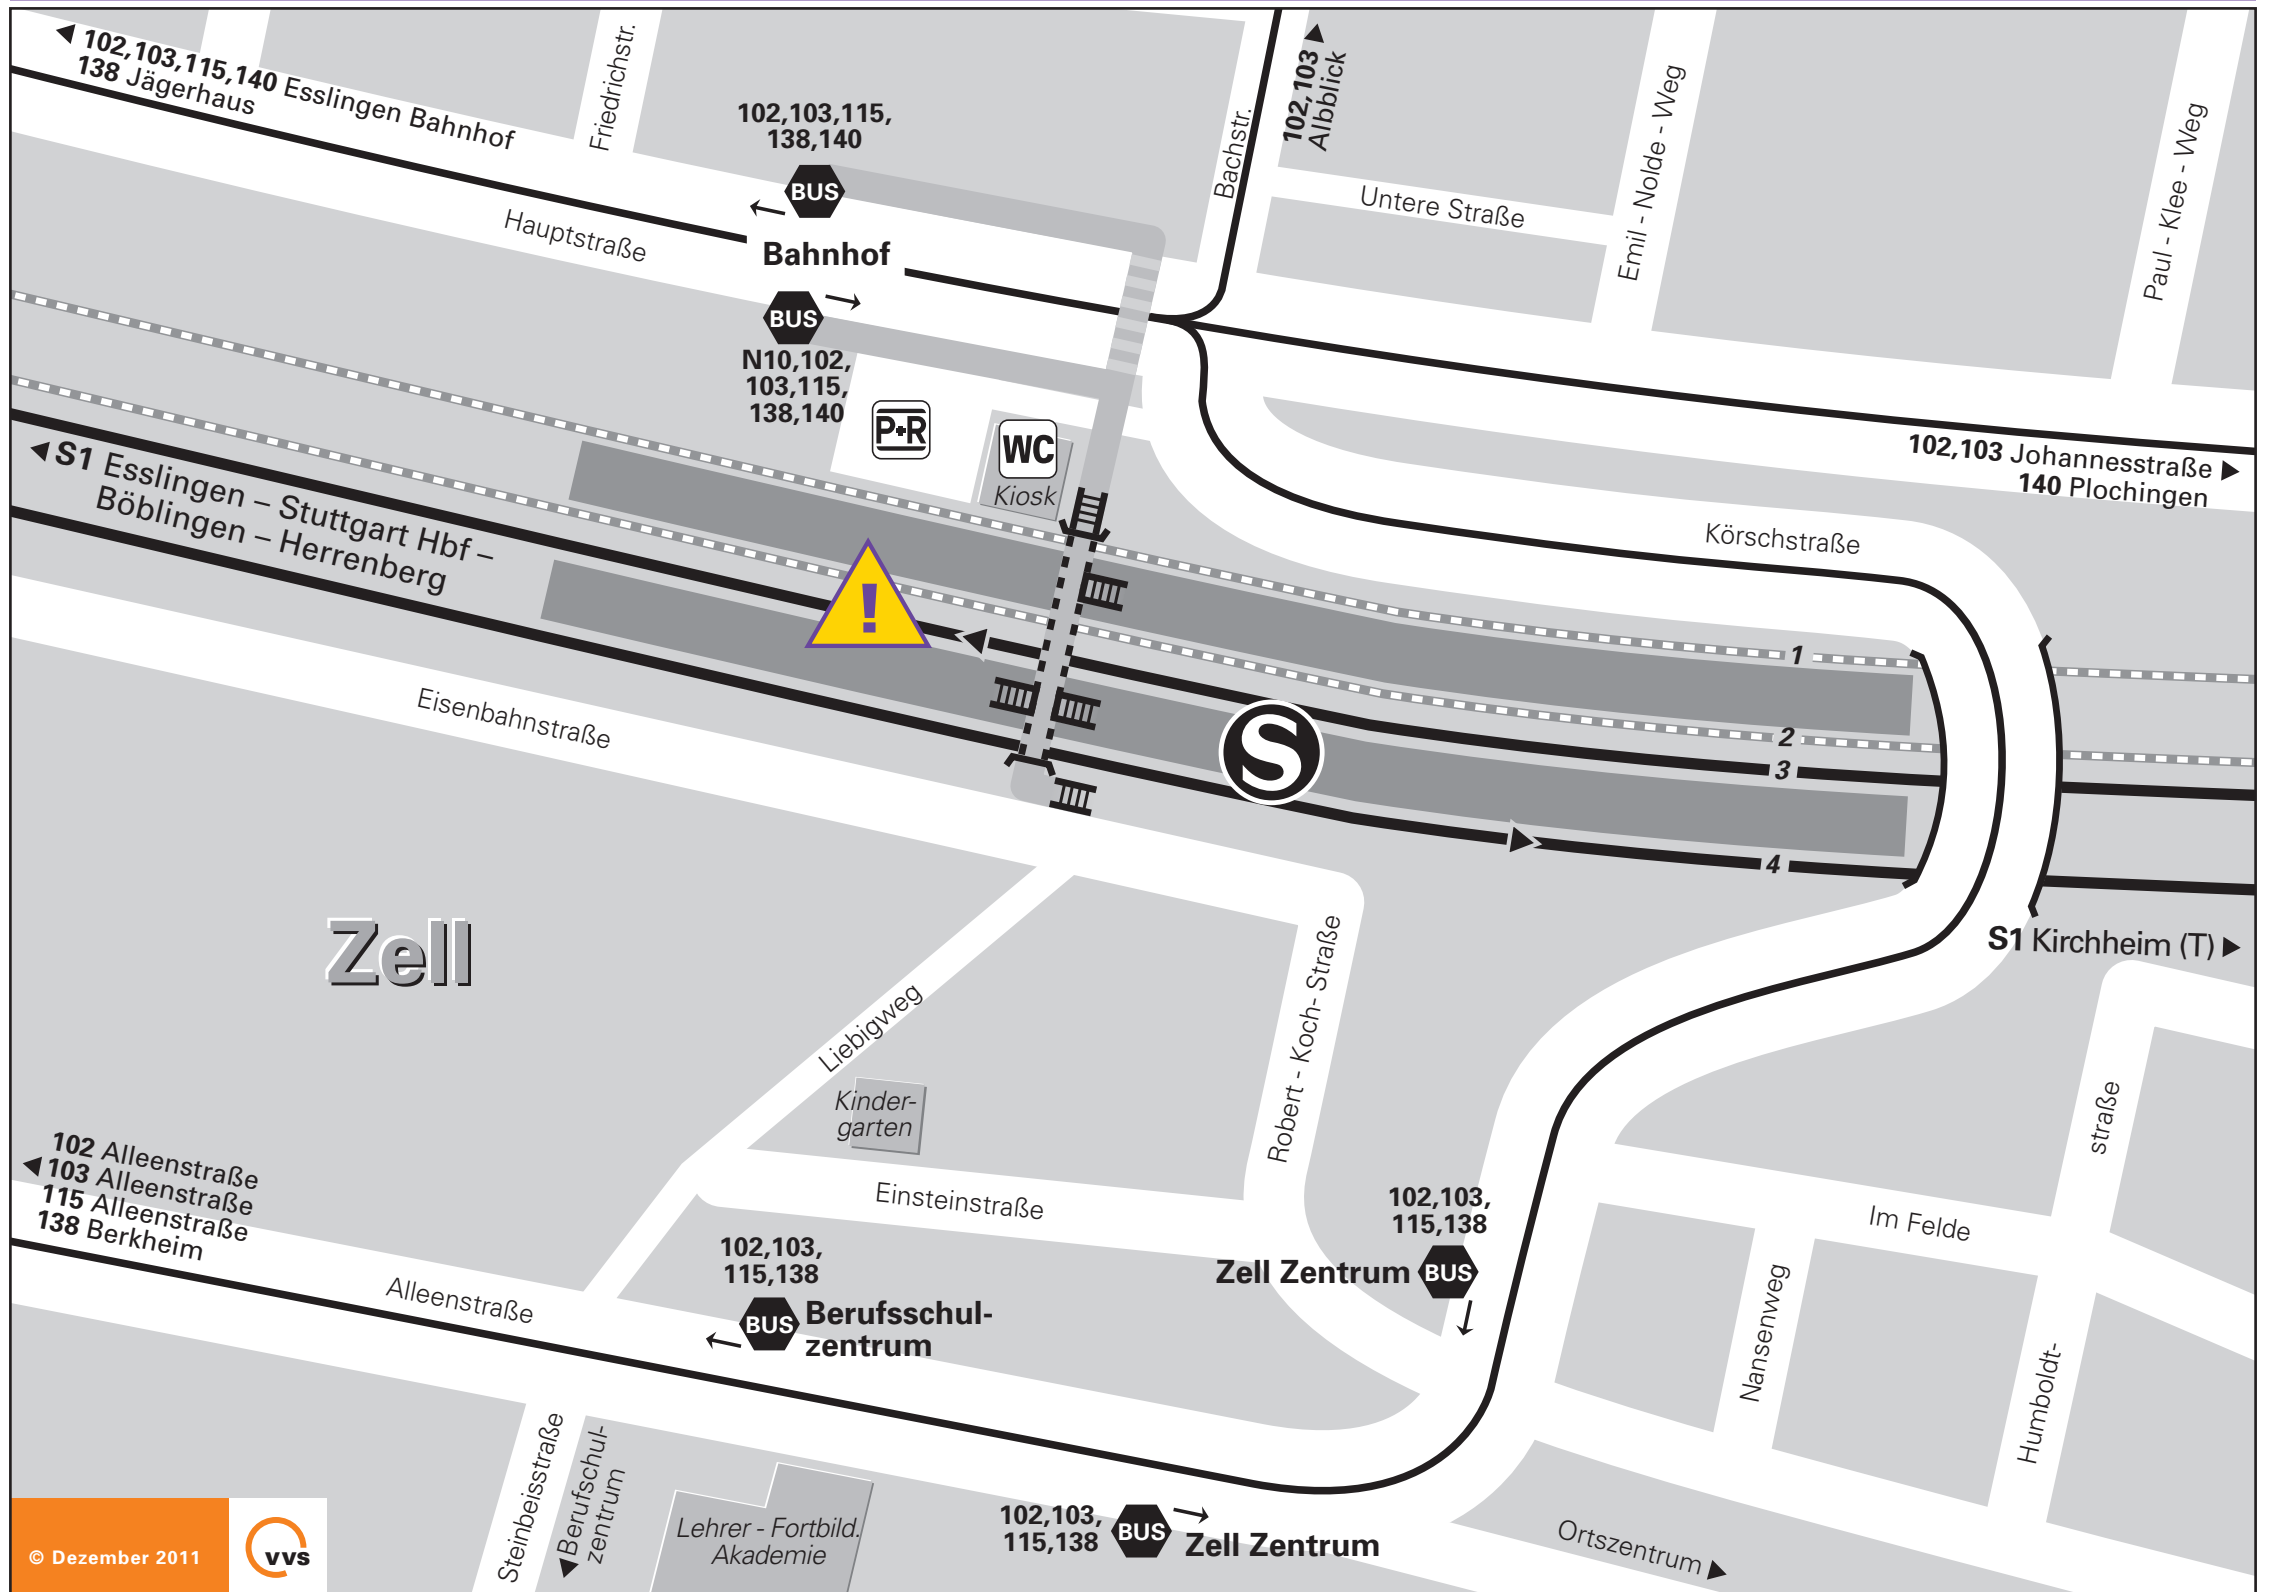 102,103,115,140 Esslingen Bahnhof
138 Jägerhaus
Friedrichstr.
102,103,115,
138,140
BUS
Bahnhof
Hauptstraße
BUS
N10,102,
103,115,
138,140
P+R
WC
Kiosk
Bachstr.
102,103
Albblick
Untere Straße
Emil - Nolde - Weg
Paul - Klee - Weg
102,103 Johannesstraße
140 Plochingen
Körschstraße
S1 Esslingen – Stuttgart Hbf –
Böblingen – Herrenberg
!
1
2
3
4
S
Eisenbahnstraße
S1 Kirchheim (T)
Zell
Liebigweg
Robert - Koch- Straße
Kinder-
garten
Einsteinstraße
102 Alleenstraße
103 Alleenstraße
115 Alleenstraße
138 Berkheim
Alleenstraße
102,103,
115,138
BUS
Berufsschul-
zentrum
102,103,
115,138
Zell Zentrum
BUS
Im Felde
Nansenweg
Humboldt-
straße
Steinbeisstraße
Berufschul-
zentrum
Lehrer - Fortbild.
Akademie
102,103,
115,138
BUS
Zell Zentrum
Ortszentrum
© Dezember 2011
vvs